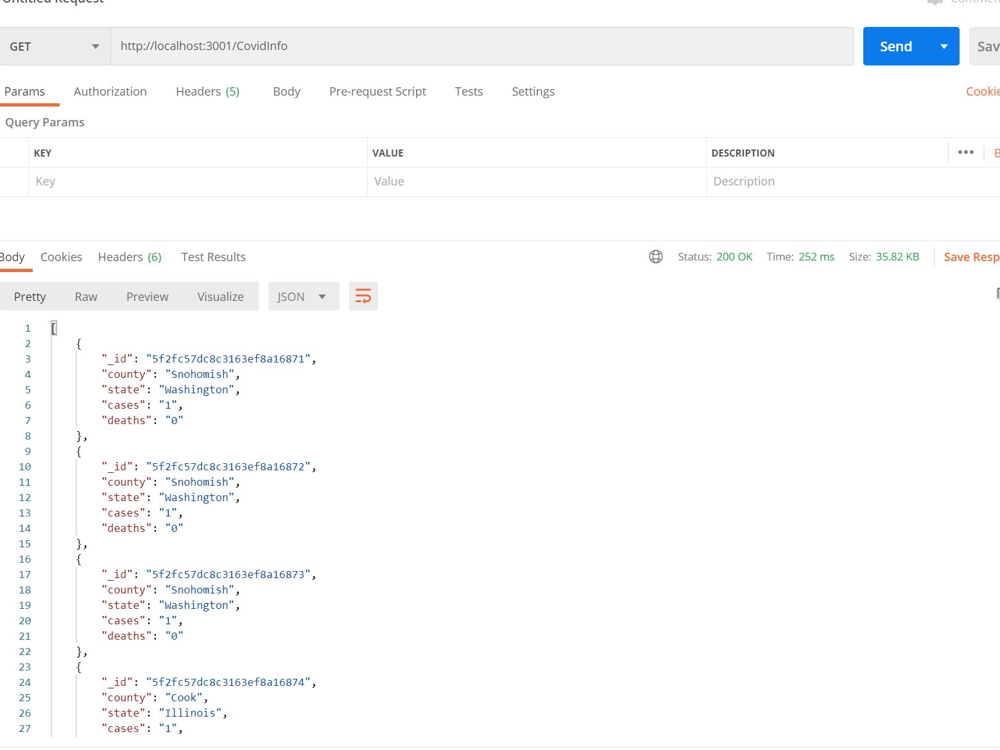 Untitled Request
GET http://localhost:3001/CovidInfo Send
Params Authorization Headers (5) Body Pre-request Script Tests Settings
Query Params
KEY VALUE DESCRIPTION •••
Key Value Description
Body Cookies Headers (6) Test Results Status: 200 OK Time: 252 ms Size: 35.82 KB Save Resp
Pretty Raw Preview Visualize JSON
1 [
2 {
3 "_id": "5f2fc57dc8c3163ef8a16871",
4 "county": "Snohomish",
5 "state": "Washington",
6 "cases": "1",
7 "deaths": "0"
8 },
9 {
10 "_id": "5f2fc57dc8c3163ef8a16872",
11 "county": "Snohomish",
12 "state": "Washington",
13 "cases": "1",
14 "deaths": "0"
15 },
16 {
17 "_id": "5f2fc57dc8c3163ef8a16873",
18 "county": "Snohomish",
19 "state": "Washington",
20 "cases": "1",
21 "deaths": "0"
22 },
23 {
24 "_id": "5f2fc57dc8c3163ef8a16874",
25 "county": "Cook",
26 "state": "Illinois",
27 "cases": "1",